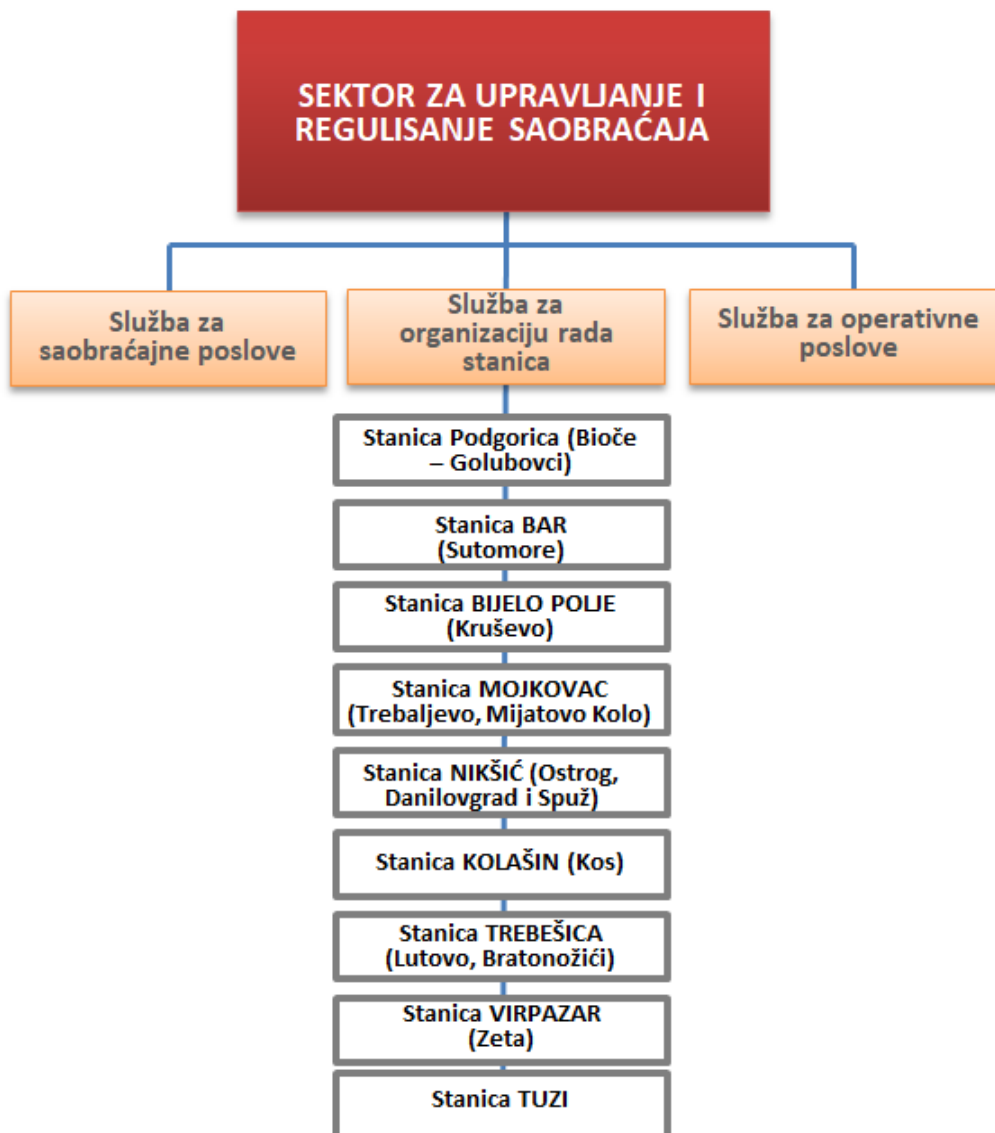 SEKTOR ZA UPRAVLJANJE I
REGULISANJE SAOBRAĆAJA
Služba za
saobraćajne poslove
Služba za
organizaciju rada
stanica
Služba za operativne
poslove
Stanica Podgorica (Bioče
– Golubovci)
Stanica BAR
(Sutomore)
Stanica BIJELO POLJE
(Kruševo)
Stanica MOJKOVAC
(Trebaljevo, Mijatovo Kolo)
Stanica NIKŠIĆ (Ostrog,
Danilovgrad i Spuž)
Stanica KOLAŠIN (Kos)
Stanica TREBEŠICA
(Lutovo, Bratonožići)
Stanica VIRPAZAR
(Zeta)
Stanica TUZI